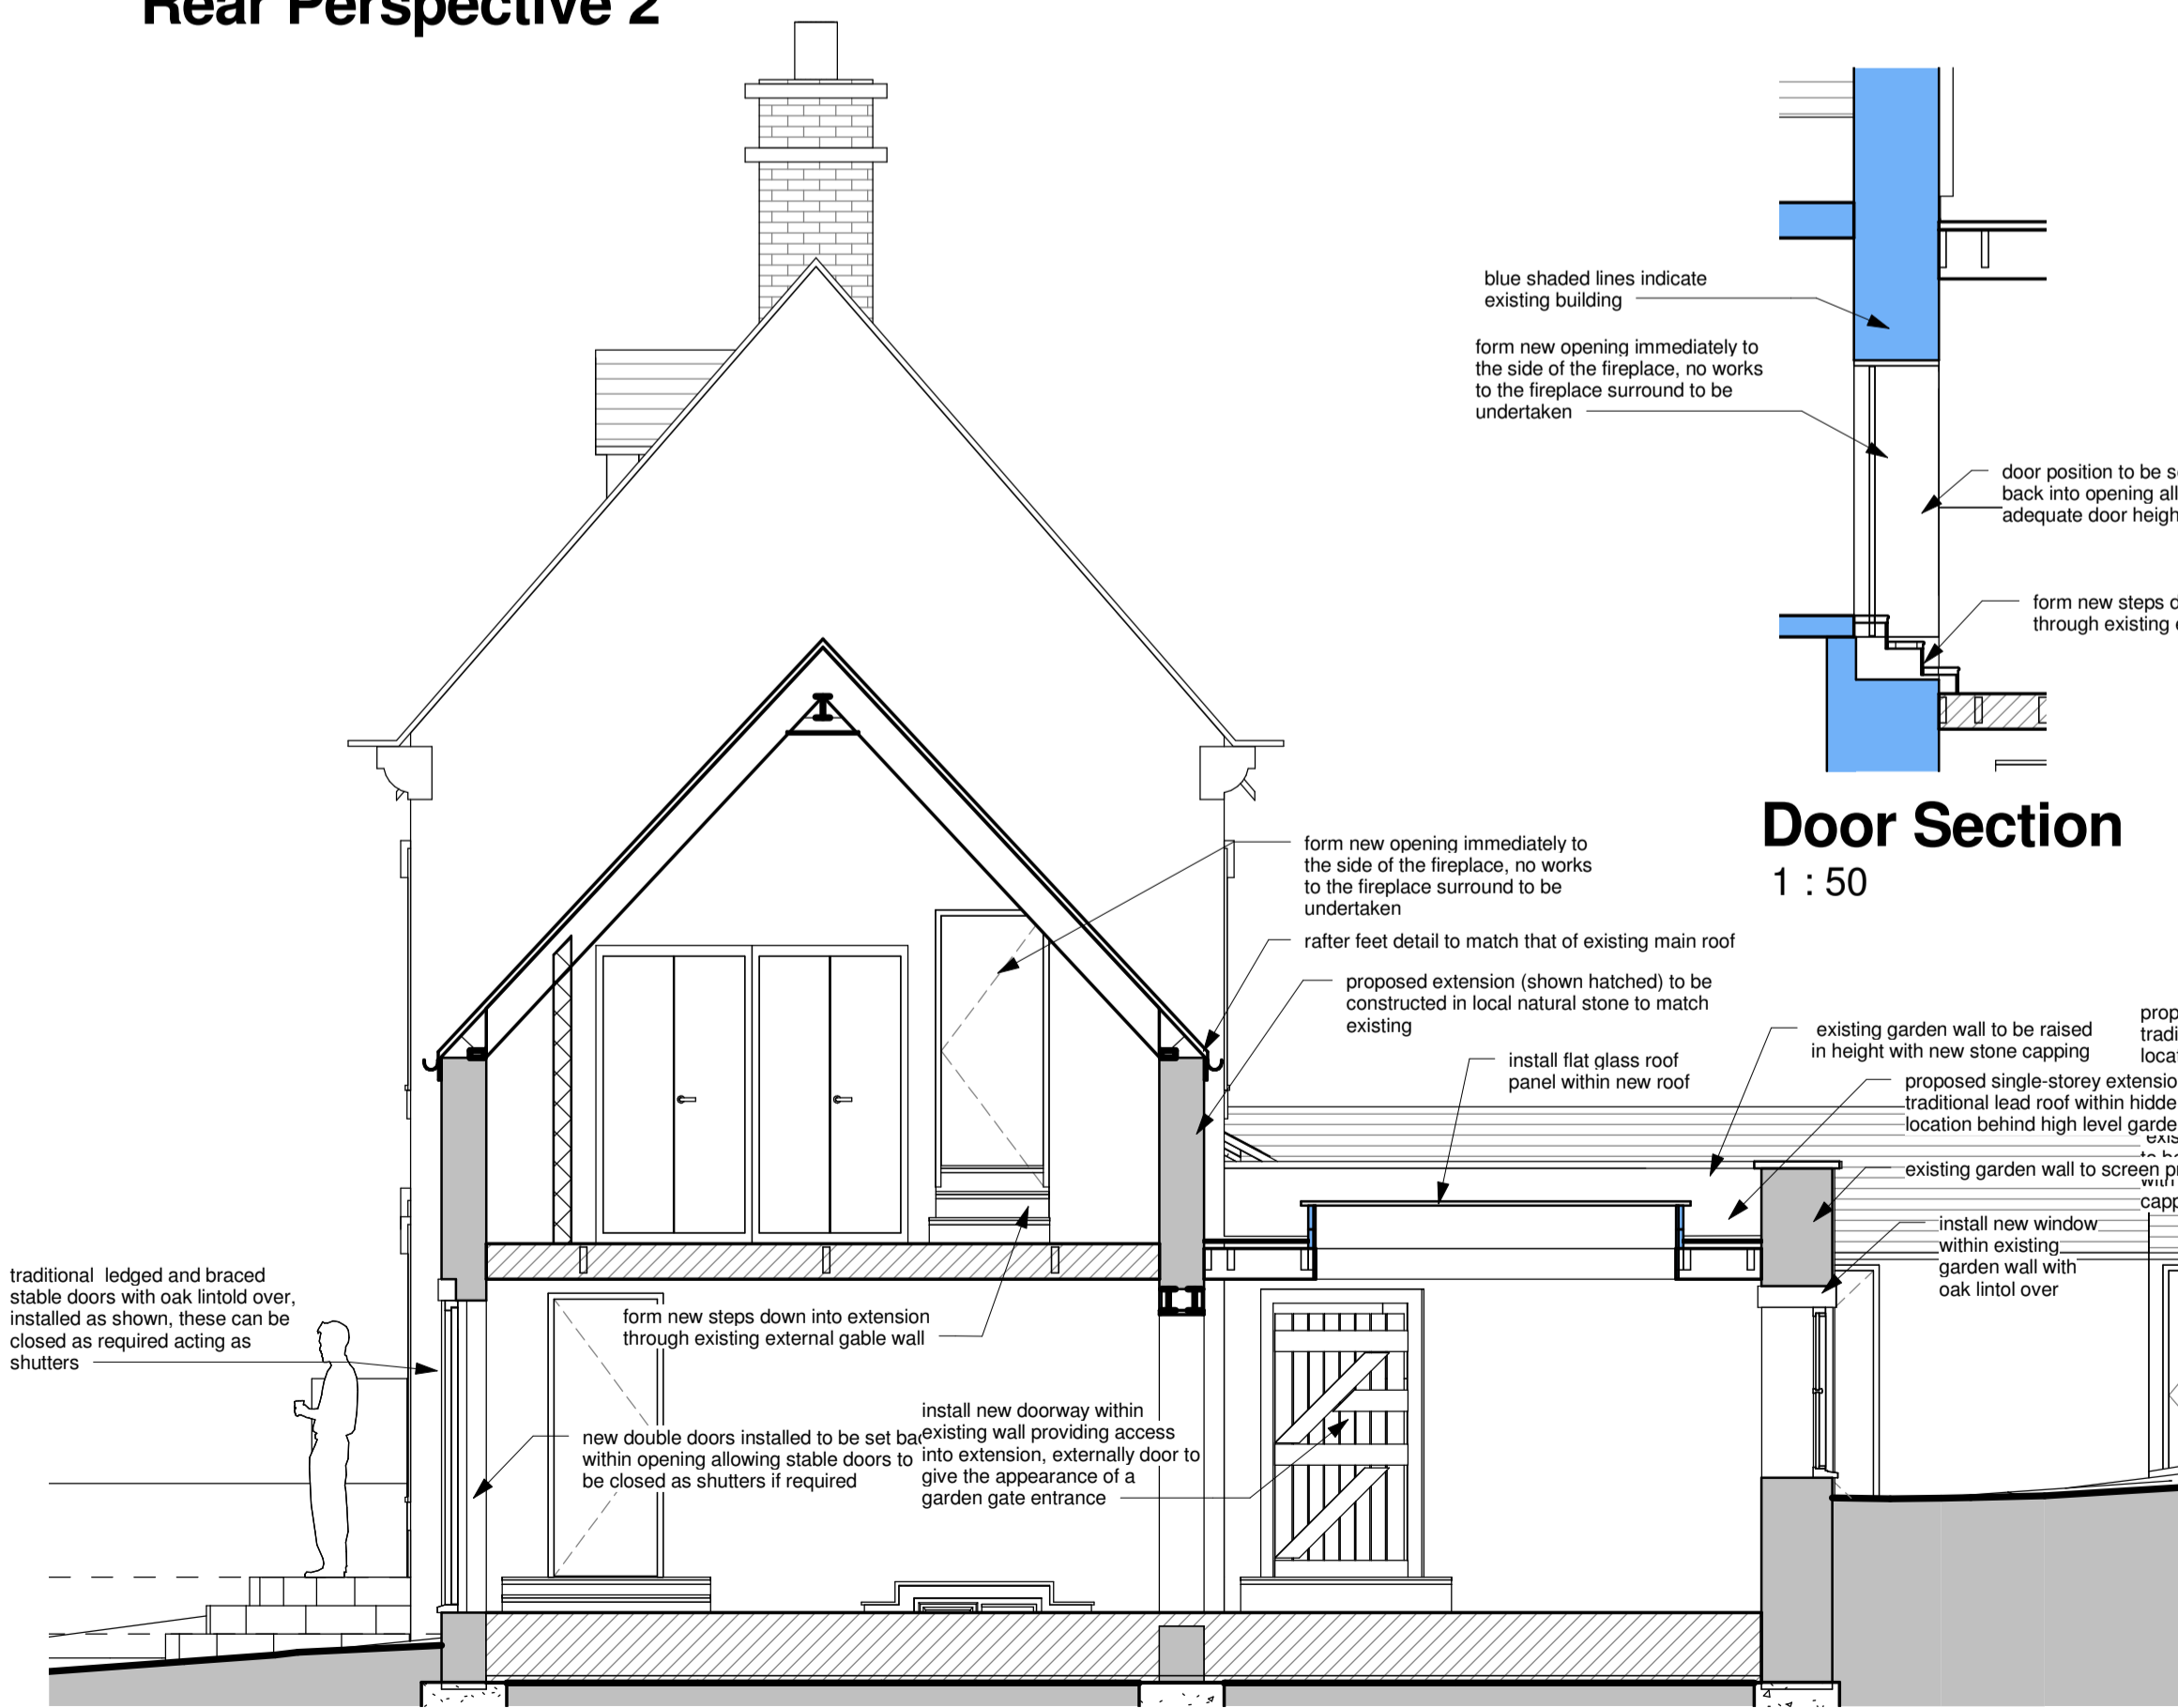 Rear Perspective 2
blue shaded lines indicate
existing building
form new opening immediately to
the side of the fireplace, no works
to the fireplace surround to be
undertaken
door position to be
back into opening
adequate door
form new steps
through existing
Door Section
1 : 50
form new opening immediately to
the side of the fireplace, no works
to the fireplace surround to be
undertaken
rafter feet detail to match that of existing main roof
proposed extension (shown hatched) to be
constructed in local natural stone to match
existing
install flat glass roof
panel within new roof
existing garden wall to be raised
in height with new stone capping
proposed single-storey
traditional lead roof within
location behind high level
existing garden wall to screen
install new window
within existing
garden wall with
oak lintol over
traditional ledged and braced
stable doors with oak lintold over,
installed as shown, these can be
closed as required acting as
shutters
form new steps down into extension
through existing external gable wall
new double doors installed to be set
within opening allowing stable doors to
be closed as shutters if required
install new doorway within
existing wall providing access
into extension, externally door to
give the appearance of a
garden gate entrance